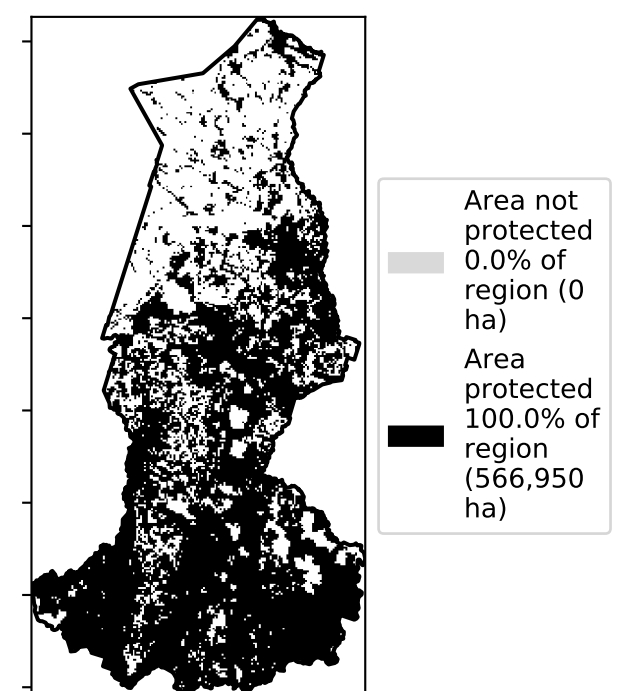 Area not
protected
0.0% of
region (0
ha)
Area
protected
100.0% of
region
(566,950
ha)